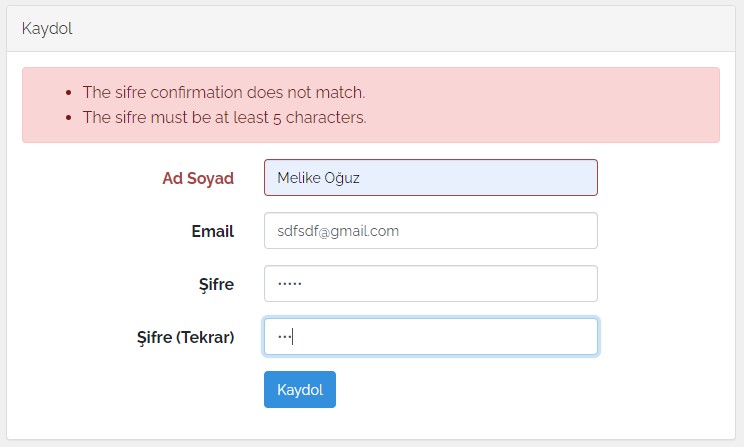 Kaydol
The sifre confirmation does not match.
The sifre must be at least 5 characters.
Ad Soyad Melike Oğuz
Email sdfsdf@gmail.com
Şifre •••••
Şifre (Tekrar) •••
Kaydol